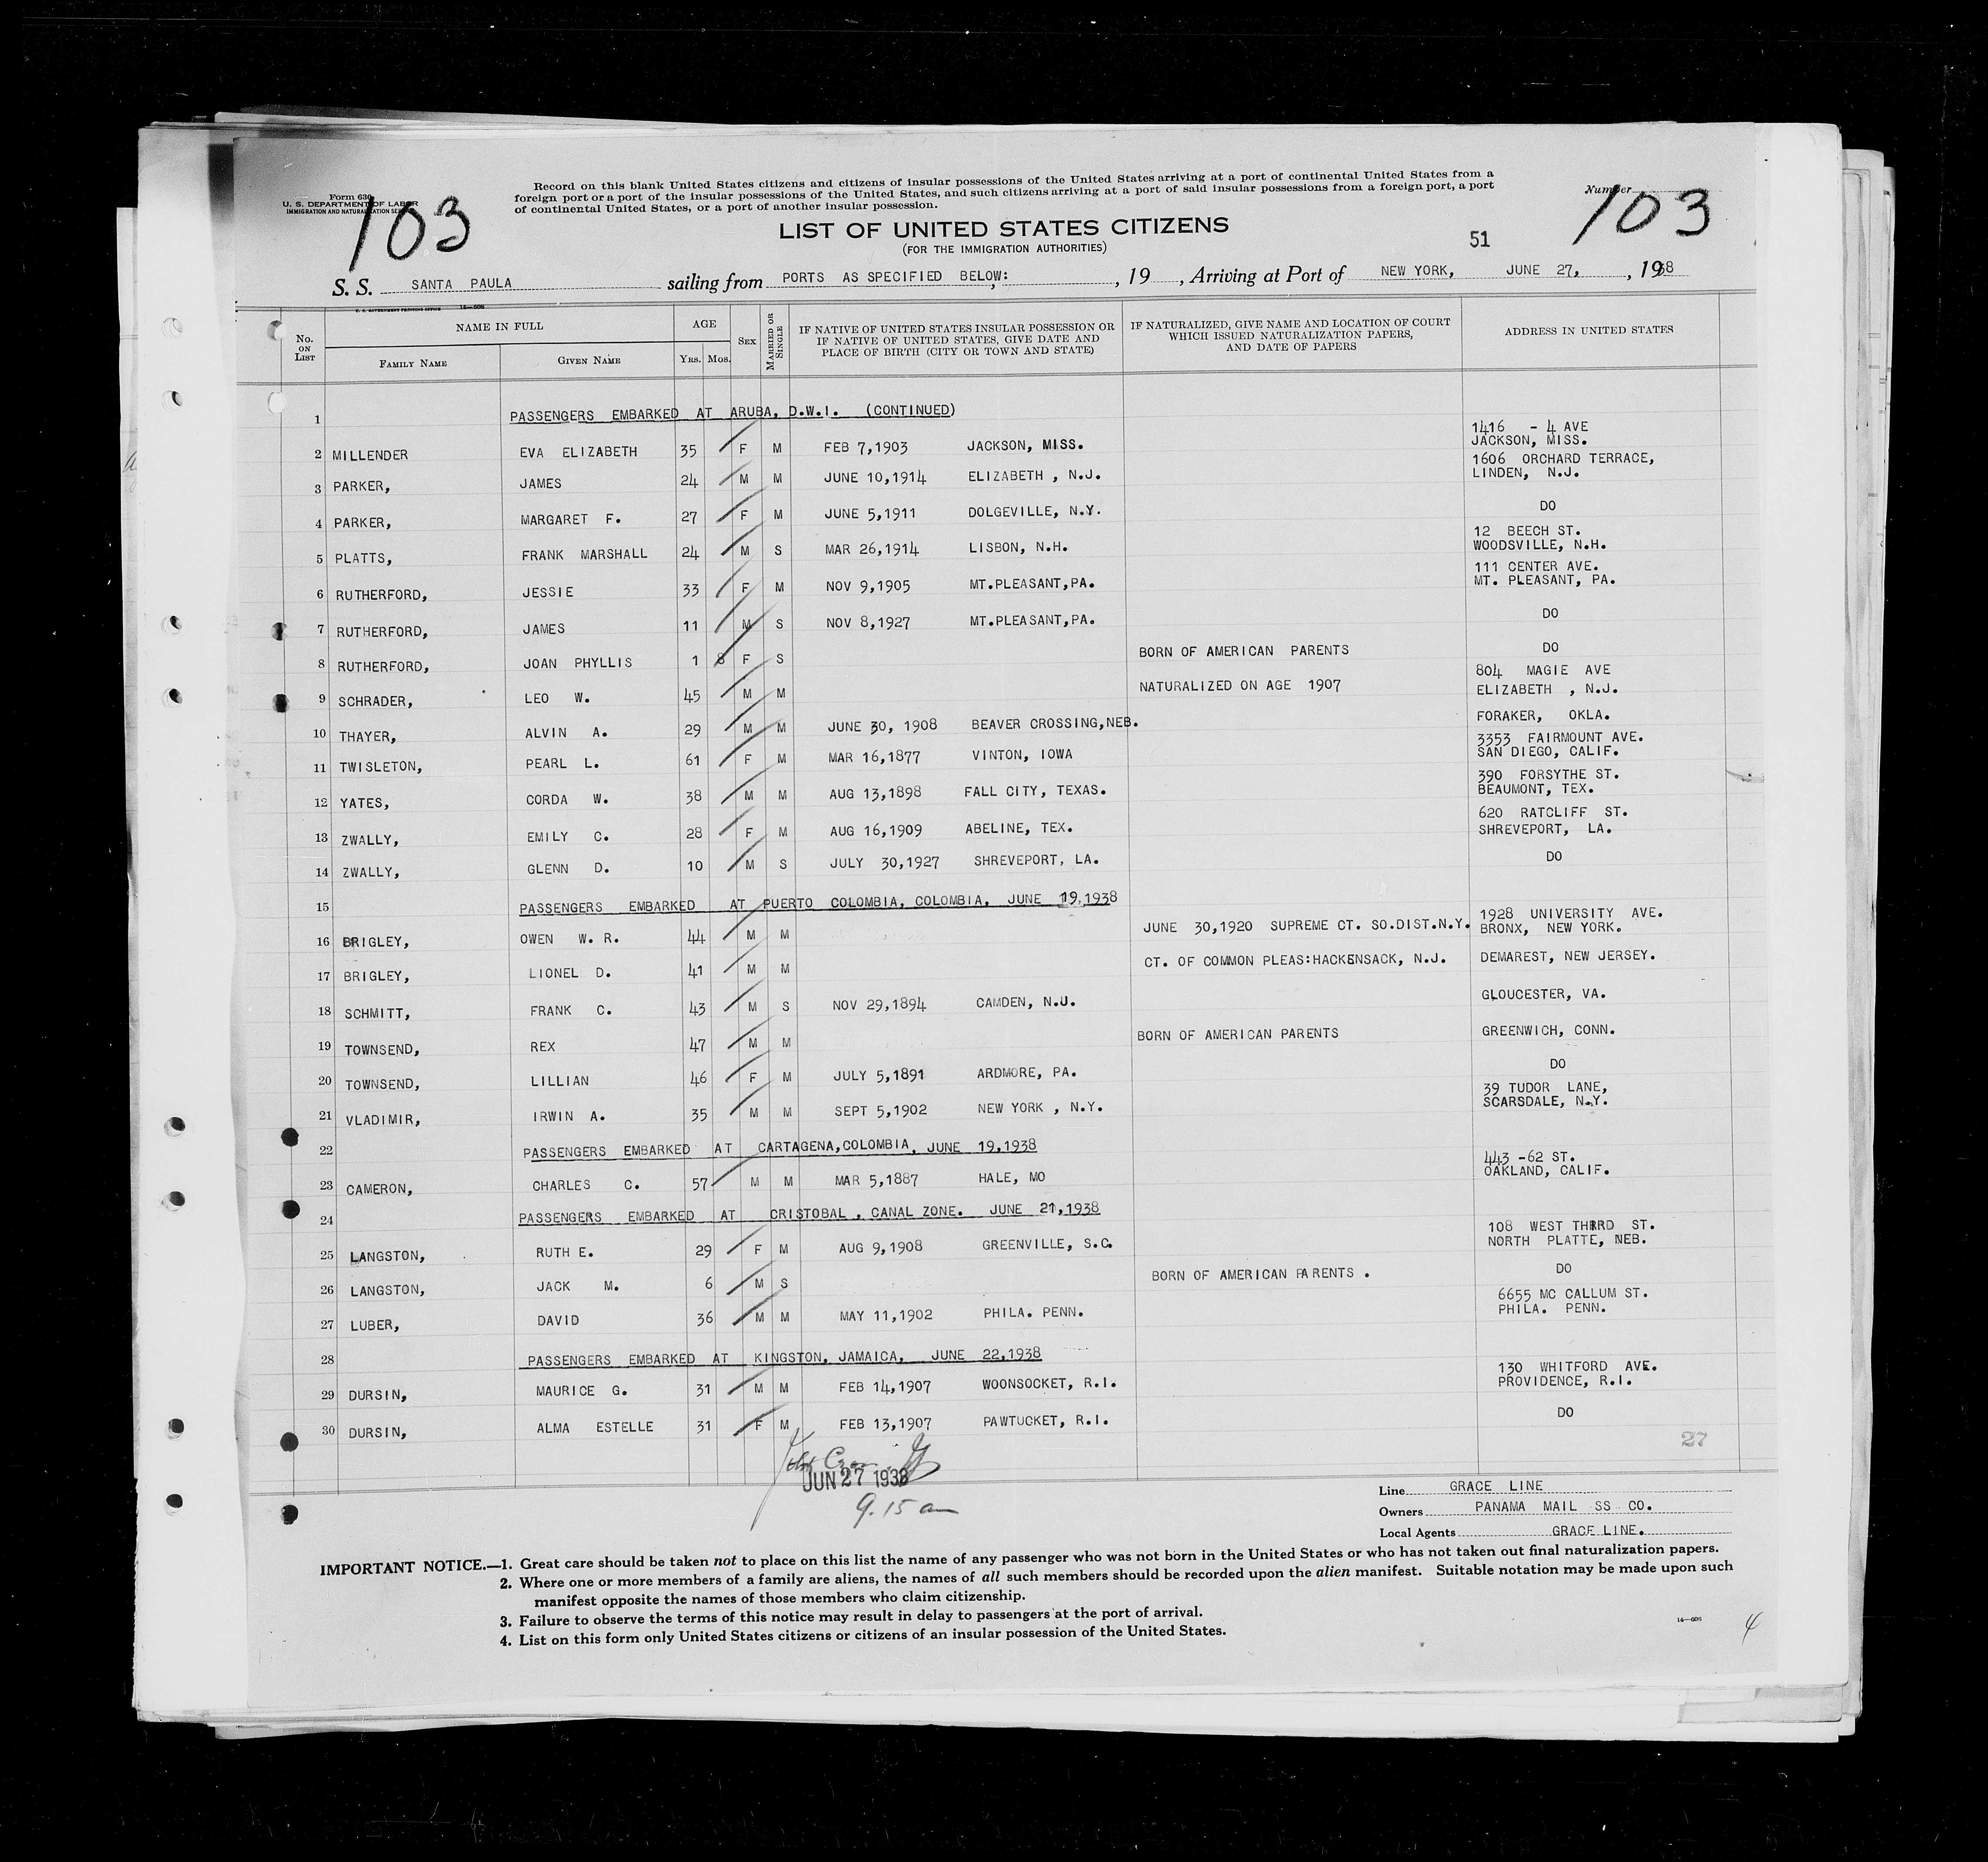 Form 630
U. S. DEPARTMENT OF LABOR
IMMIGRATION AND NATURALIZATION SERVICE
103
Record on this blank United States citizens and citizens of insular possessions of the United States arriving at a port of continental United States from a
foreign port or a port of the insular possessions of the United States, and such citizens arriving at a port of said insular possessions from a foreign port, a port
of continental United States, or a port of another insular possession.
Number
103
LIST OF UNITED STATES CITIZENS
(FOR THE IMMIGRATION AUTHORITIES)
51
S. S. SANTA PAULA sailing from PORTS AS SPECIFIED BELOW: , 19 , Arriving at Port of NEW YORK, JUNE 27, , 1938
No. ON LIST NAME IN FULL FAMILY NAME GIVEN NAME AGE YRS. MOS. SEX MARRIED OR SINGLE IF NATIVE OF UNITED STATES INSULAR POSSESSION OR IF NATIVE OF UNITED STATES, GIVE DATE AND PLACE OF BIRTH (CITY OR TOWN AND STATE) IF NATURALIZED, GIVE NAME AND LOCATION OF COURT WHICH ISSUED NATURALIZATION PAPERS, AND DATE OF PAPERS ADDRESS IN UNITED STATES
1 PASSENGERS EMBARKED AT ARUBA, D.W.I. (CONTINUED)
2 MILLENDER EVA ELIZABETH 35 F M FEB 7,1903 JACKSON, MISS. 1416 - 4 AVE JACKSON, MISS.
3 PARKER, JAMES 24 M M JUNE 10,1914 ELIZABETH , N.J. 1606 ORCHARD TERRACE, LINDEN, N.J.
4 PARKER, MARGARET F. 27 F M JUNE 5,1911 DOLGEVILLE, N.Y. DO
5 PLATTS, FRANK MARSHALL 24 M S MAR 26,1914 LISBON, N.H. 12 BEECH ST. WOODSVILLE, N.H.
6 RUTHERFORD, JESSIE 33 F M NOV 9,1905 MT.PLEASANT,PA. 111 CENTER AVE. MT. PLEASANT, PA.
7 RUTHERFORD, JAMES 11 M S NOV 8,1927 MT.PLEASANT,PA. DO
8 RUTHERFORD, JOAN PHYLLIS 1 8 F S BORN OF AMERICAN PARENTS DO
9 SCHRADER, LEO W. 45 M M NATURALIZED ON AGE 1907 804 MAGIE AVE ELIZABETH , N.J.
10 THAYER, ALVIN A. 29 M M JUNE 30, 1908 BEAVER CROSSING,NEB. FORAKER, OKLA.
11 TWISLETON, PEARL L. 61 F M MAR 16,1877 VINTON, IOWA 3353 FAIRMOUNT AVE. SAN DIEGO, CALIF.
12 YATES, CORDA W. 38 M M AUG 13,1898 FALL CITY, TEXAS. 390 FORSYTHE ST. BEAUMONT, TEX.
13 ZWALLY, EMILY C. 28 F M AUG 16,1909 ABELINE, TEX. 620 RATCLIFF ST. SHREVEPORT, LA.
14 ZWALLY, GLENN D. 10 M S JULY 30,1927 SHREVEPORT, LA. DO
15 PASSENGERS EMBARKED AT PUERTO COLOMBIA, COLOMBIA, JUNE 19,1938
16 BRIGLEY, OWEN W. R. 44 M M JUNE 30,1920 SUPREME CT. SO.DIST.N.Y. 1928 UNIVERSITY AVE. BRONX, NEW YORK.
17 BRIGLEY, LIONEL D. 41 M M CT. OF COMMON PLEAS:HACKENSACK, N.J. DEMAREST, NEW JERSEY.
18 SCHMITT, FRANK C. 43 M S NOV 29,1894 CAMDEN, N.J. GLOUCESTER, VA.
19 TOWNSEND, REX 47 M M BORN OF AMERICAN PARENTS GREENWICH, CONN.
20 TOWNSEND, LILLIAN 46 F M JULY 5,1891 ARDMORE, PA. DO
21 VLADIMIR, IRWIN A. 35 M M SEPT 5,1902 NEW YORK , N.Y. 39 TUDOR LANE, SCARSDALE, N.Y.
22 PASSENGERS EMBARKED AT CARTAGENA,COLOMBIA, JUNE 19,1938
23 CAMERON, CHARLES C. 57 M M MAR 5,1887 HALE, MO 443 -62 ST. OAKLAND, CALIF.
24 PASSENGERS EMBARKED AT CRISTOBAL , CANAL ZONE. JUNE 21,1938
25 LANGSTON, RUTH E. 29 F M AUG 9,1908 GREENVILLE, S.C. 108 WEST THIRD ST. NORTH PLATTE, NEB.
26 LANGSTON, JACK M. 6 M S BORN OF AMERICAN PARENTS . DO
27 LUBER, DAVID 36 M M MAY 11,1902 PHILA. PENN. 6655 MC CALLUM ST. PHILA. PENN.
28 PASSENGERS EMBARKED AT KINGSTON, JAMAICA, JUNE 22,1938
29 DURSIN, MAURICE G. 31 M M FEB 14,1907 WOONSOCKET, R.I. 130 WHITFORD AVE. PROVIDENCE, R.I.
30 DURSIN, ALMA ESTELLE 31 F M FEB 13,1907 PAWTUCKET, R.I. DO
27
JUN 27 1938
9.15 am
Line GRACE LINE
Owners PANAMA MAIL SS CO.
Local Agents GRACE LINE.
IMPORTANT NOTICE.—1. Great care should be taken not to place on this list the name of any passenger who was not born in the United States or who has not taken out final naturalization papers.
2. Where one or more members of a family are aliens, the names of all such members should be recorded upon the alien manifest. Suitable notation may be made upon such
manifest opposite the names of those members who claim citizenship.
3. Failure to observe the terms of this notice may result in delay to passengers at the port of arrival.
4. List on this form only United States citizens or citizens of an insular possession of the United States.
4